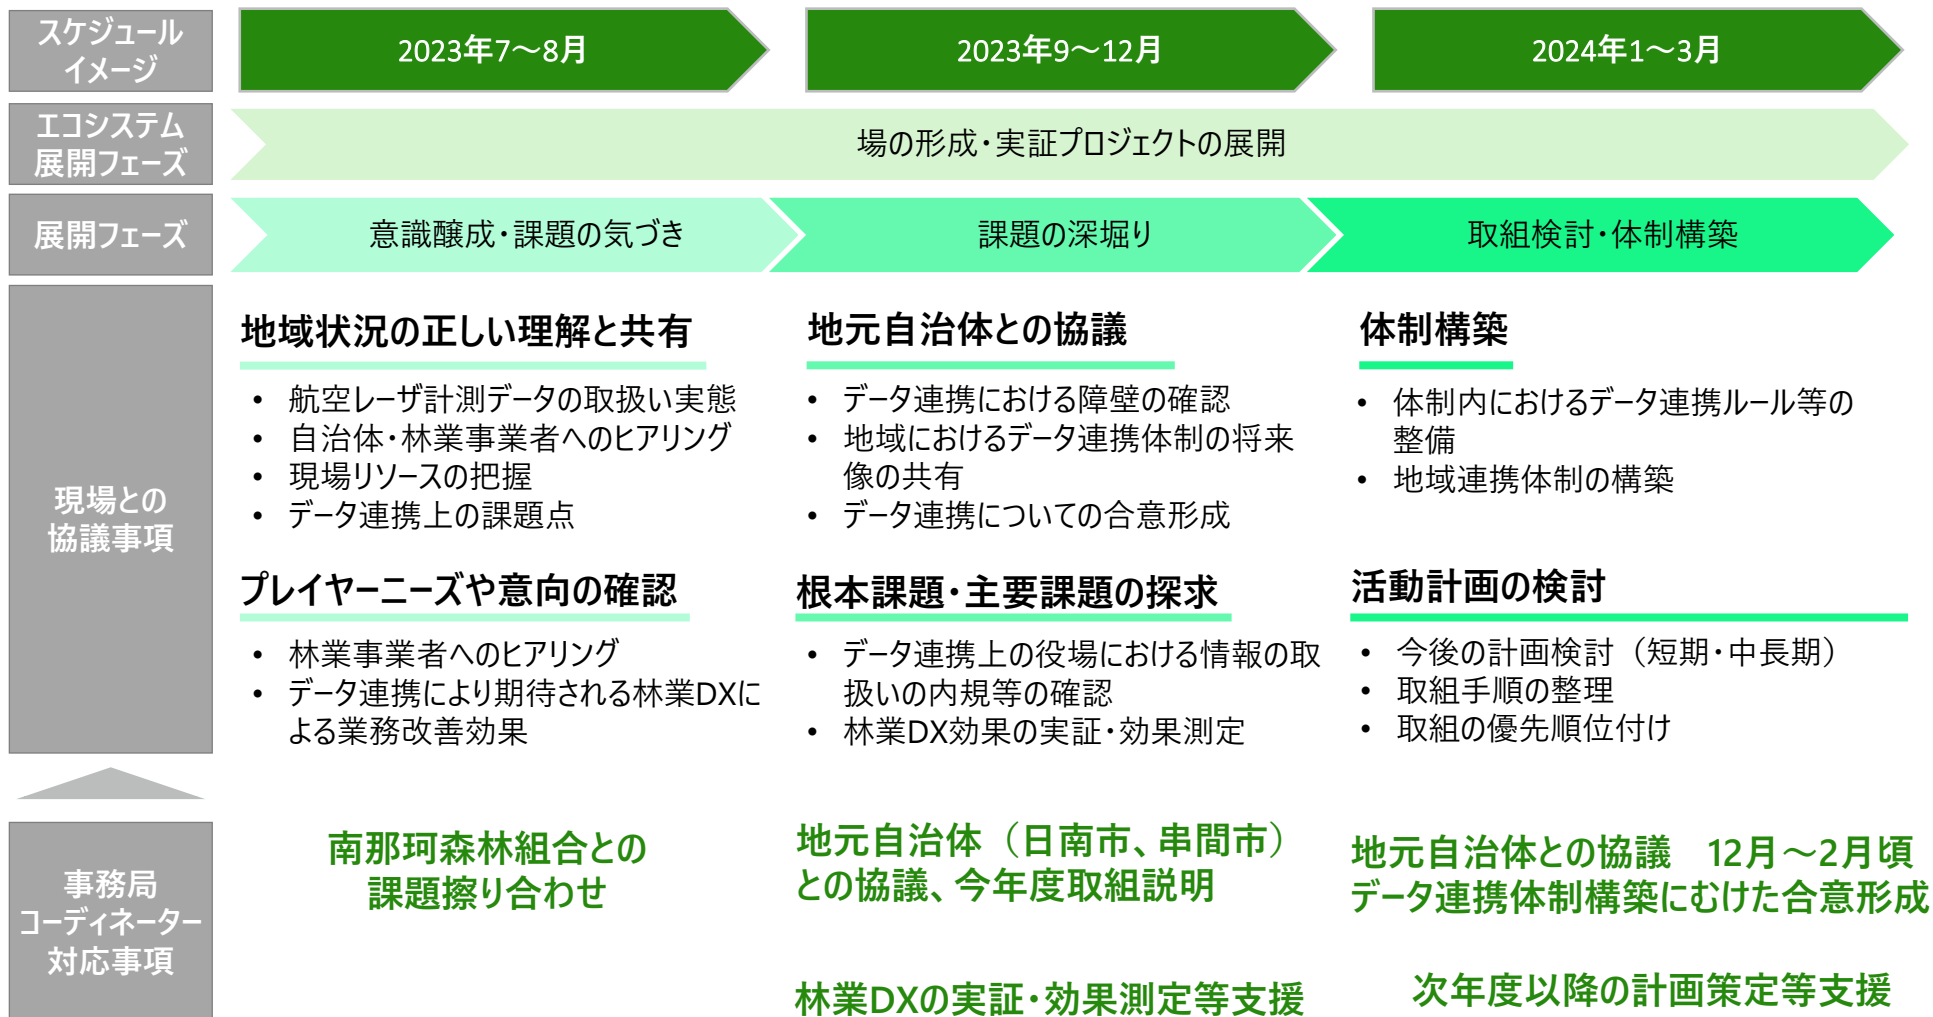 スケジュール
イメージ
2023年7～8月
2023年9～12月
2024年1～3月
エコシステム
展開フェーズ
場の形成・実証プロジェクトの展開
展開フェーズ
意識醸成・課題の気づき
課題の深堀り
取組検討・体制構築
現場との
協議事項
地域状況の正しい理解と共有
• 航空レーザ計測データの取扱い実態
• 自治体・林業事業者へのヒアリング
• 現場リソースの把握
• データ連携上の課題点
プレイヤーニーズや意向の確認
• 林業事業者へのヒアリング
• データ連携により期待される林業DXに
よる業務改善効果
地元自治体との協議
• データ連携における障壁の確認
• 地域におけるデータ連携体制の将来
像の共有
• データ連携についての合意形成
根本課題・主要課題の探求
• データ連携上の役場における情報の取
扱いの内規等の確認
• 林業DX効果の実証・効果測定
体制構築
• 体制内におけるデータ連携ルール等の
整備
• 地域連携体制の構築
活動計画の検討
• 今後の計画検討（短期・中長期）
• 取組手順の整理
• 取組の優先順位付け
事務局
コーディネーター
対応事項
南那珂森林組合との
課題擦り合わせ
地元自治体（日南市、串間市）
との協議、今年度取組説明
林業DXの実証・効果測定等支援
地元自治体との協議　12月～2月頃
データ連携体制構築にむけた合意形成
次年度以降の計画策定等支援